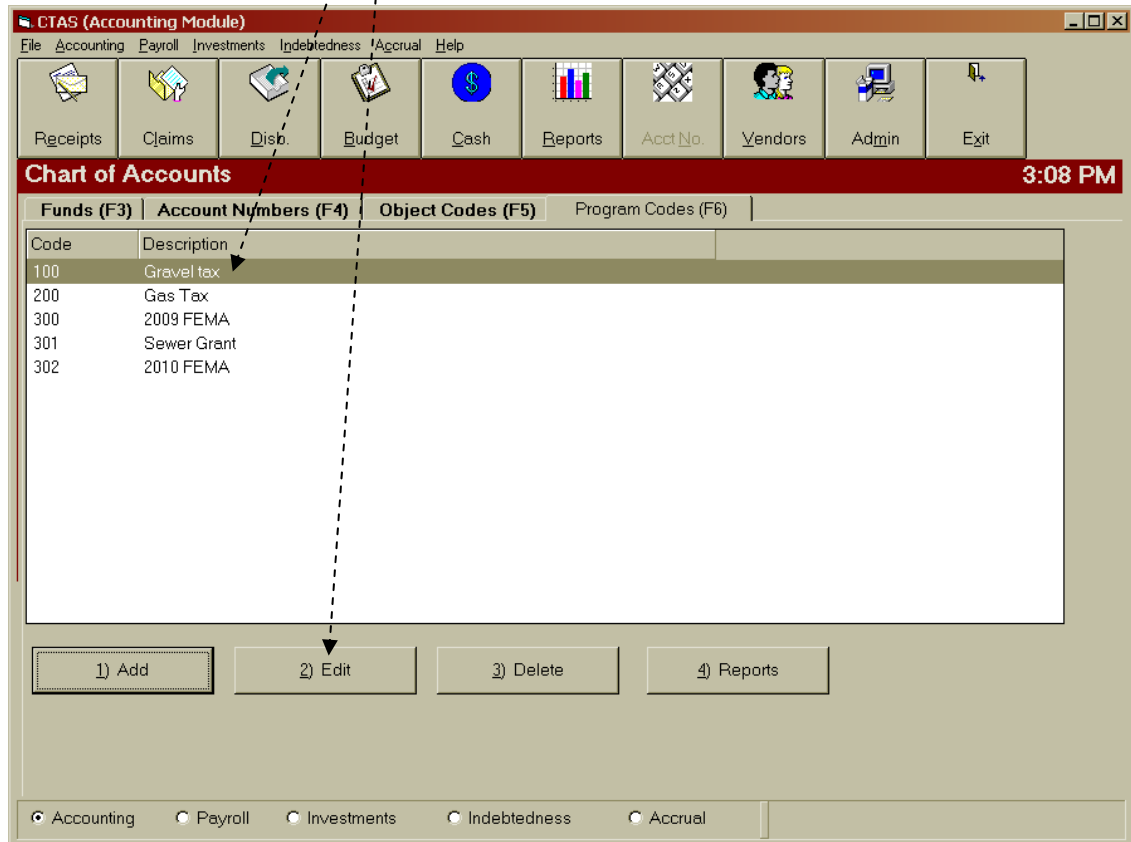 CTAS (Accounting Module)
File Accounting Payroll Investments Indebtedness Accrual Help
Receipts Claims Disb. Budget Cash Reports Acct No. Vendors Admin Exit
Chart of Accounts 3:08 PM
Funds (F3) Account Numbers (F4) Object Codes (F5) Program Codes (F6)
Code Description
100 Gravel tax
200 Gas Tax
300 2009 FEMA
301 Sewer Grant
302 2010 FEMA
1) Add 2) Edit 3) Delete 4) Reports
Accounting Payroll Investments Indebtedness Accrual